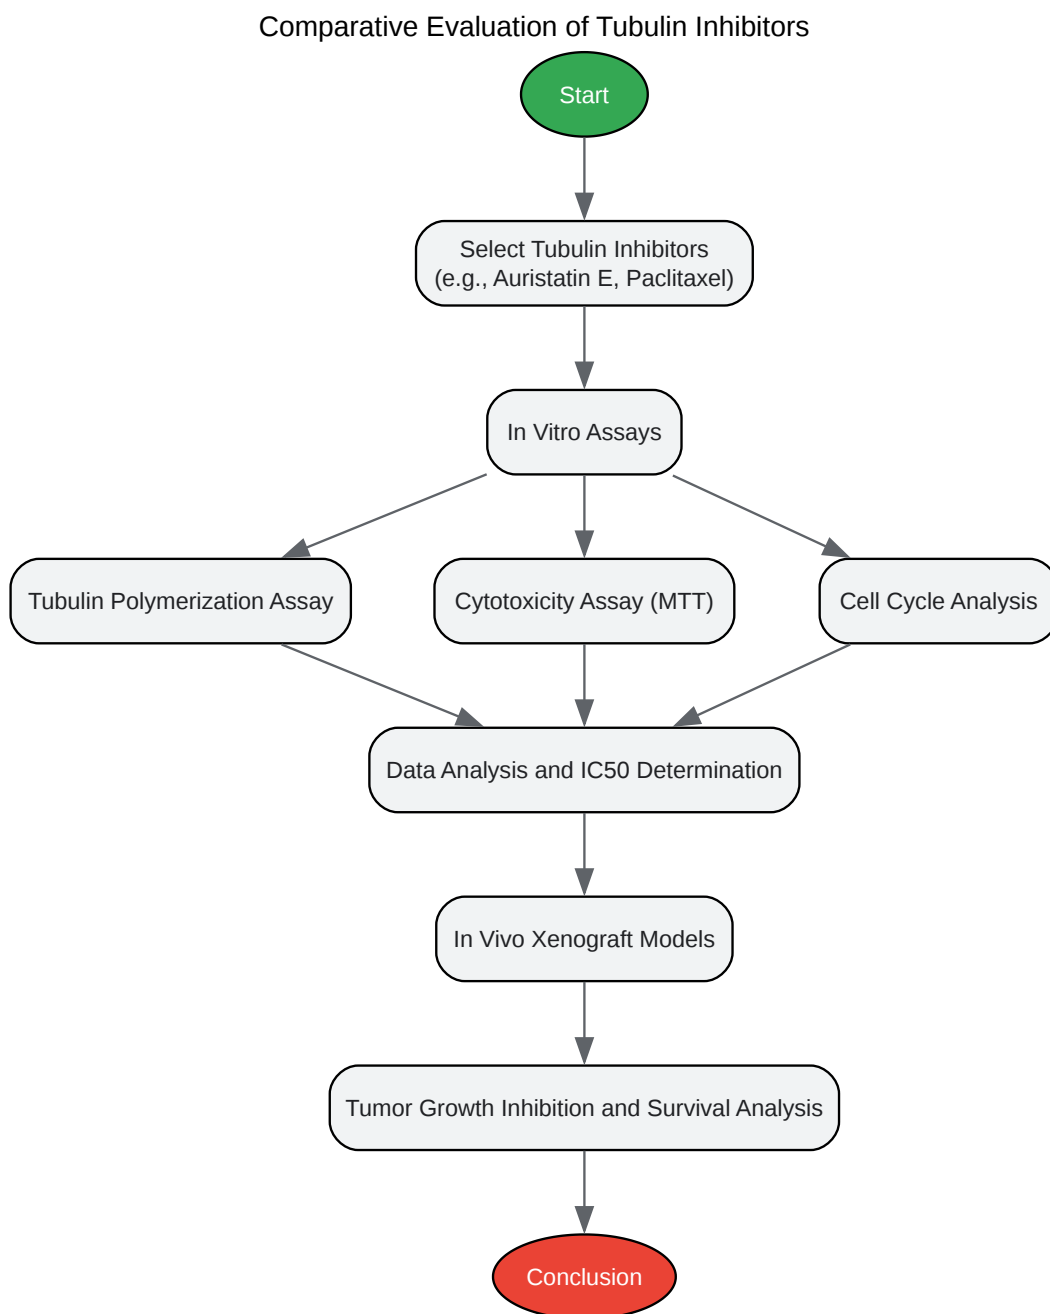 Comparative Evaluation of Tubulin Inhibitors
Start
Select Tubulin Inhibitors
(e.g., Auristatin E, Paclitaxel)
In Vitro Assays
Tubulin Polymerization Assay
Cytotoxicity Assay (MTT)
Cell Cycle Analysis
Data Analysis and IC50 Determination
In Vivo Xenograft Models
Tumor Growth Inhibition and Survival Analysis
Conclusion